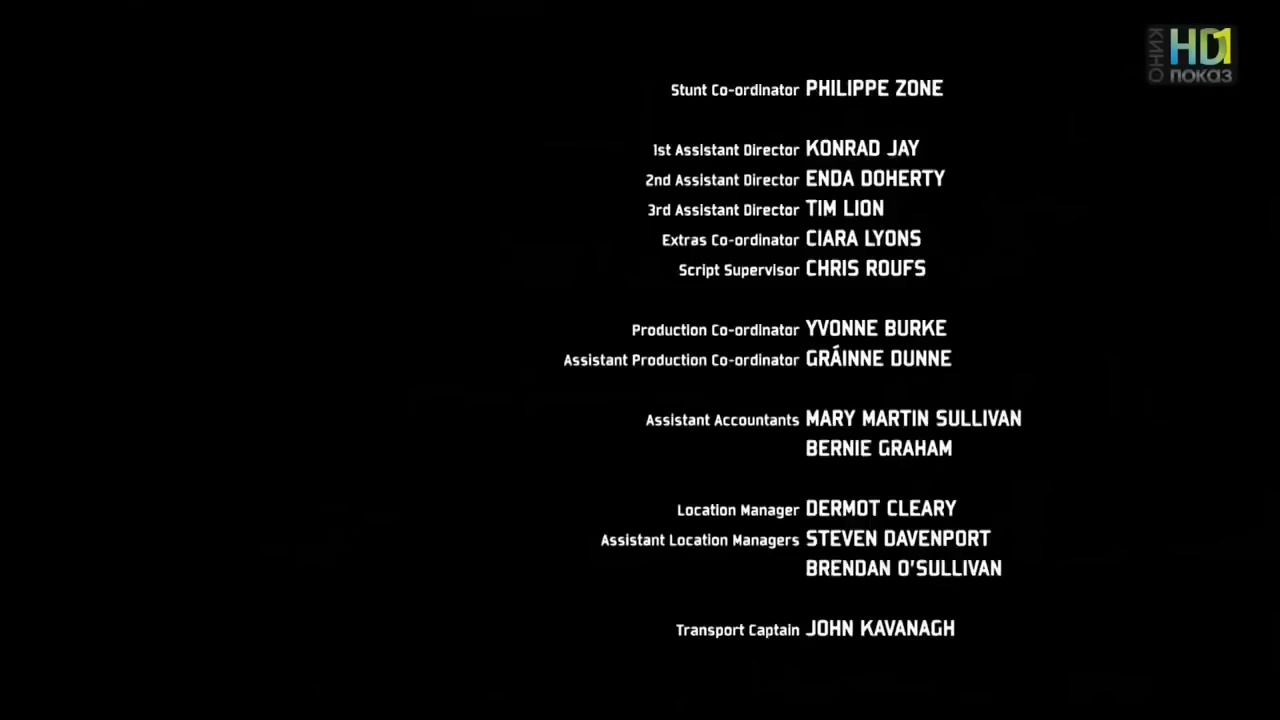 КИНО
HD1
ПОКАЗ
Stunt Co-ordinator PHILIPPE ZONE
1st Assistant Director KONRAD JAY
2nd Assistant Director ENDA DOHERTY
3rd Assistant Director TIM LION
Extras Co-ordinator CIARA LYONS
Script Supervisor CHRIS ROUFS
Production Co-ordinator YVONNE BURKE
Assistant Production Co-ordinator GRÁINNE DUNNE
Assistant Accountants MARY MARTIN SULLIVAN
BERNIE GRAHAM
Location Manager DERMOT CLEARY
Assistant Location Managers STEVEN DAVENPORT
BRENDAN O'SULLIVAN
Transport Captain JOHN KAVANAGH